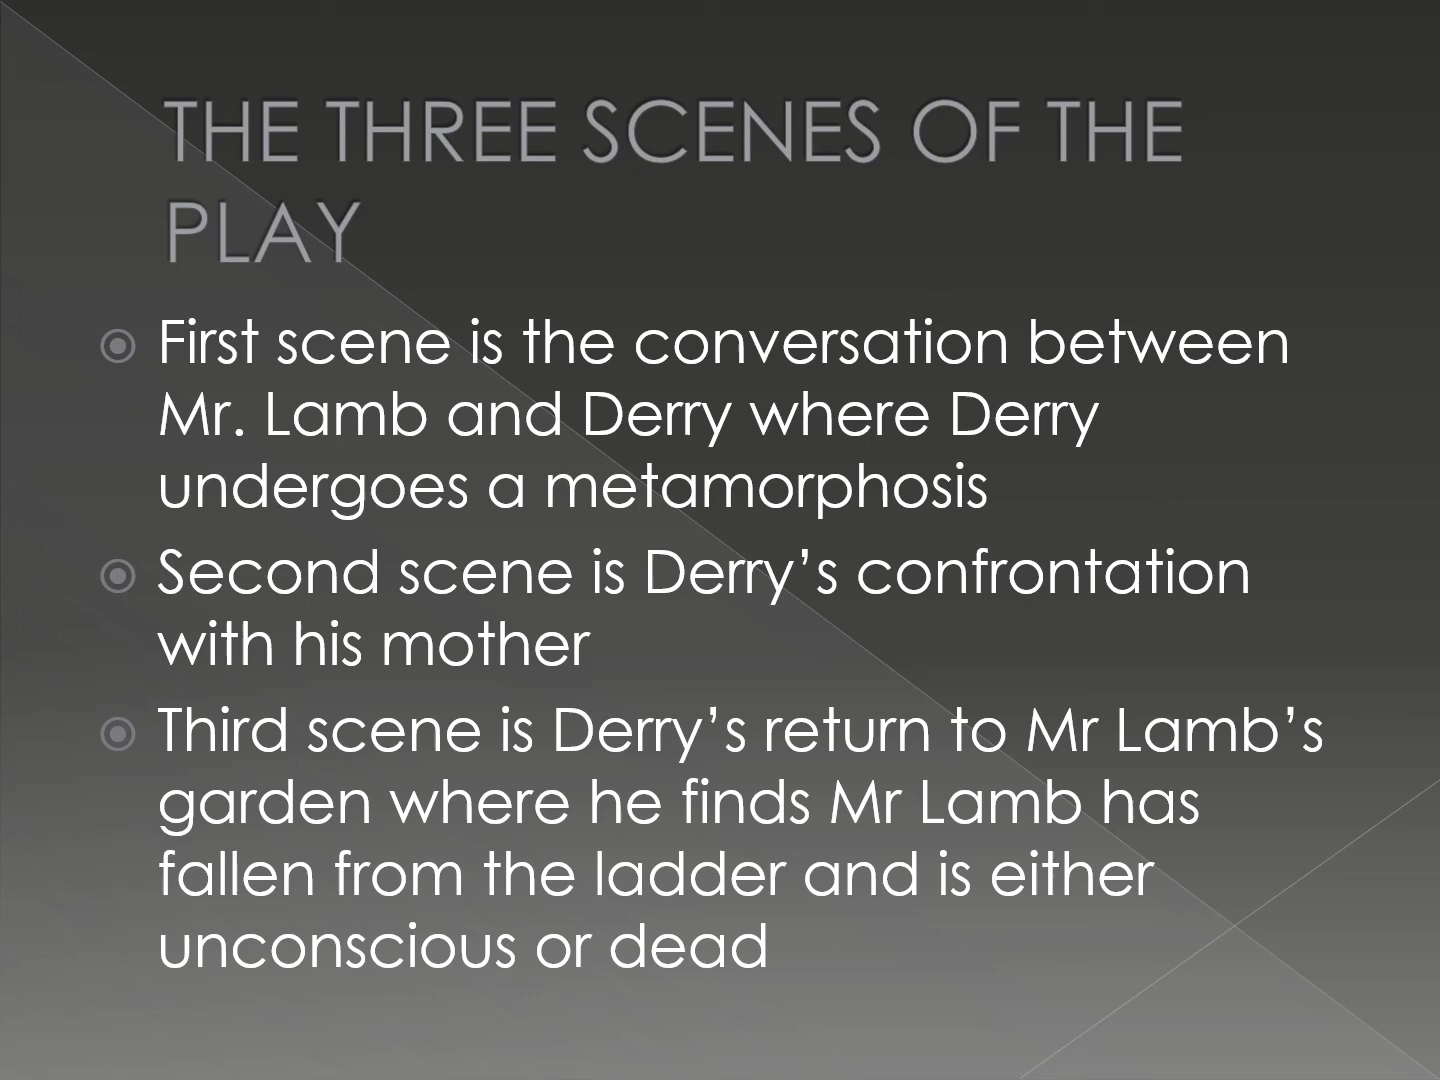 THE THREE SCENES OF THE
PLAY
First scene is the conversation between
Mr. Lamb and Derry where Derry
undergoes a metamorphosis
Second scene is Derry’s confrontation
with his mother
Third scene is Derry’s return to Mr Lamb’s
garden where he finds Mr Lamb has
fallen from the ladder and is either
unconscious or dead